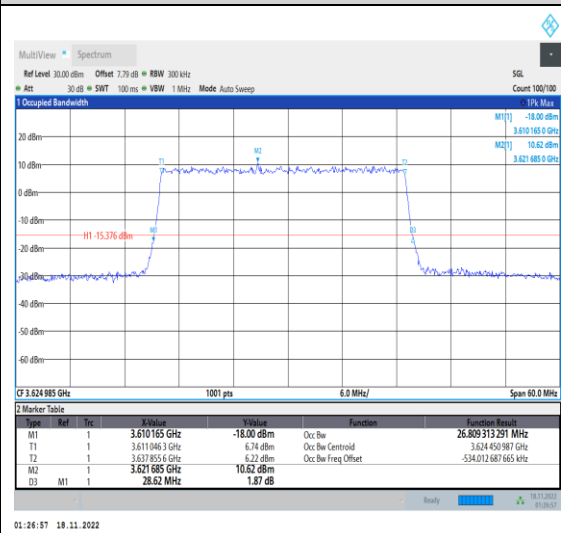 MultiView Spectrum
Ref Level 30.00 dBm Offset 7.79 dB RBW 300 kHz SGL
Att 30 dB SWT 100 ms VBW 1 MHz Mode Auto Sweep Count 100/100
1 Occupied Bandwidth 1Pk Max
M1[1] -18.00 dBm
3.610 165 0 GHz
M2[1] 10.62 dBm
3.621 685 0 GHz
20 dBm
M2
T1 T2
10 dBm
0 dBm
-10 dBm
M1 D3
H1 -15.376 dBm
-20 dBm
-30 dBm
-40 dBm
-50 dBm
-60 dBm
CF 3.624 985 GHz 1001 pts 6.0 MHz/ Span 60.0 MHz
2 Marker Table
Type Ref Trc X-Value Y-Value Function Function Result
M1 1 3.610165 GHz -18.00 dBm Occ Bw 26.809 313 291 MHz
T1 1 3.6110463 GHz 6.74 dBm Occ Bw Centroid 3.624 450 987 GHz
T2 1 3.637 855 6 GHz 6.22 dBm Occ Bw Freq Offset -534.012 687 665 kHz
M2 1 3.621 685 GHz 10.62 dBm
D3 M1 1 28.62 MHz 1.87 dB
Ready 18.11.2022
01:26:57
01:26:57 18.11.2022